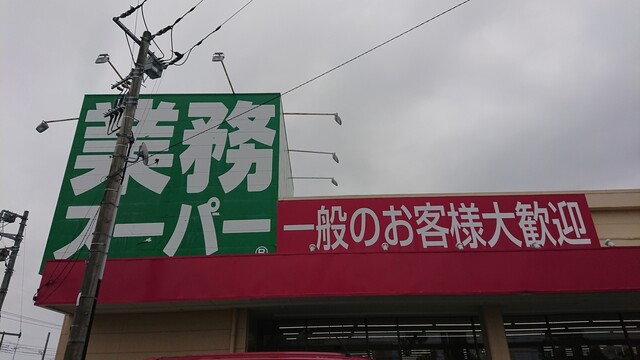 業務
スーパー
一般のお客様大歓迎